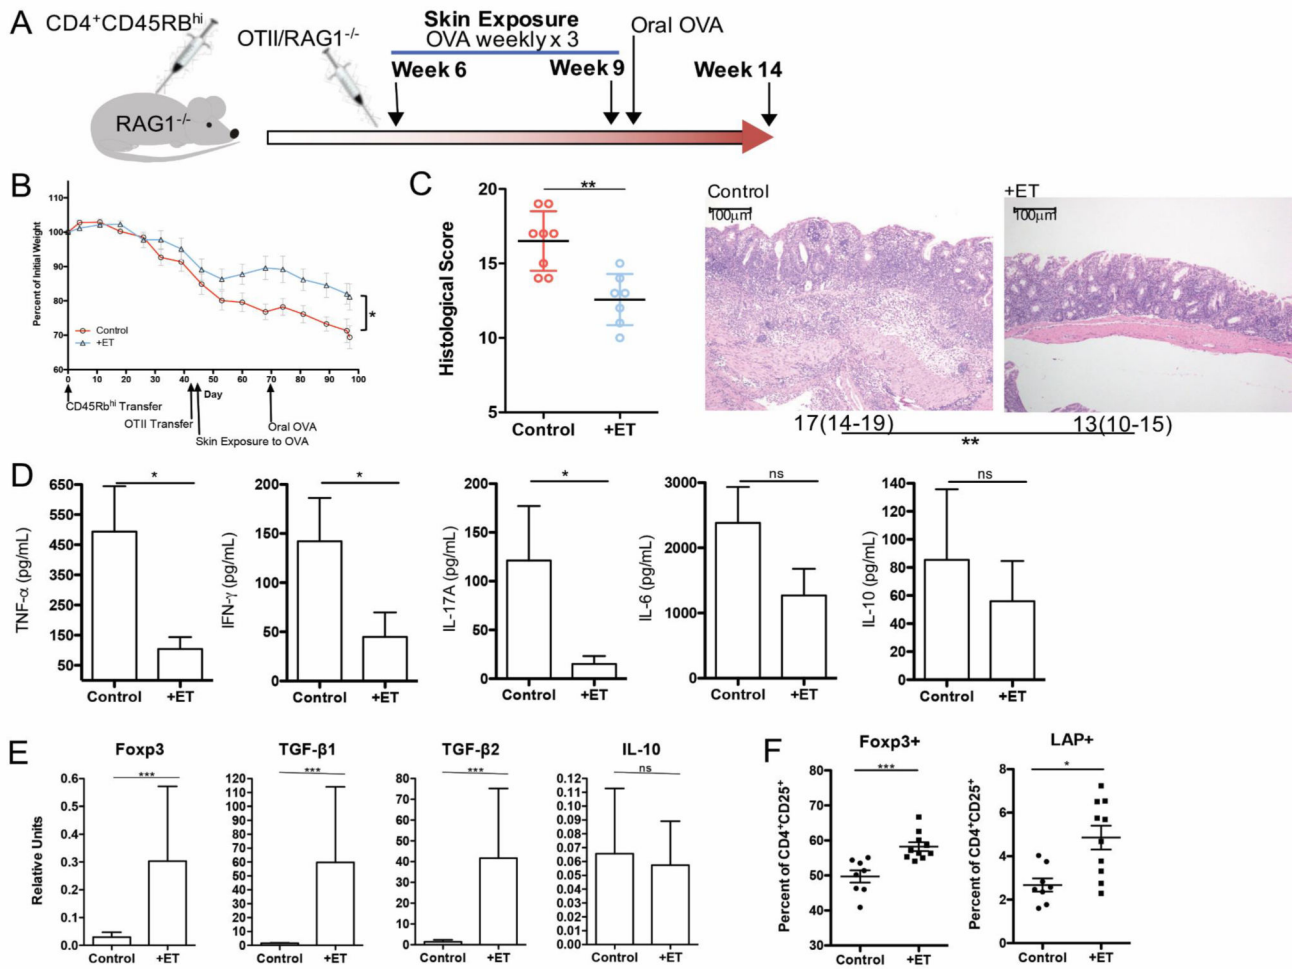 A
CD4+CD45RBhi
RAG1-/-
OTII/RAG1-/-
Skin Exposure
OVA weekly x 3
Oral OVA
Week 6
Week 9
Week 14
B
Percent of Initial Weight
110
100
90
80
70
60
Control
+ET
*
0 10 20 30 40 50 60 70 80 90 100
Day
CD45Rbhi Transfer
OTII Transfer
Skin Exposure to OVA
Oral OVA
C
Histological Score
20
15
10
5
**
Control +ET
Control
100μm
17(14-19)
+ET
100μm
13(10-15)
**
D
TNF-α (pg/mL)
650
550
450
350
250
150
50
*
Control +ET
IFN-γ (pg/mL)
200
150
100
50
0
*
Control +ET
IL-17A (pg/mL)
200
150
100
50
0
*
Control +ET
IL-6 (pg/mL)
3000
2000
1000
0
ns
Control +ET
IL-10 (pg/mL)
140
120
100
80
60
40
20
0
ns
Control +ET
E
Relative Units
Foxp3
0.6
0.5
0.4
0.3
0.2
0.1
0.0
***
Control +ET
TGF-β1
120
110
100
90
80
70
60
50
40
30
20
10
0
***
Control +ET
TGF-β2
80
70
60
50
40
30
20
10
0
***
Control +ET
IL-10
0.12
0.11
0.10
0.09
0.08
0.07
0.06
0.05
0.04
0.03
0.02
0.01
0.00
ns
Control +ET
F
Foxp3+
Percent of CD4+CD25+
80
70
60
50
40
30
***
Control +ET
LAP+
Percent of CD4+CD25+
8
6
4
2
0
*
Control +ET